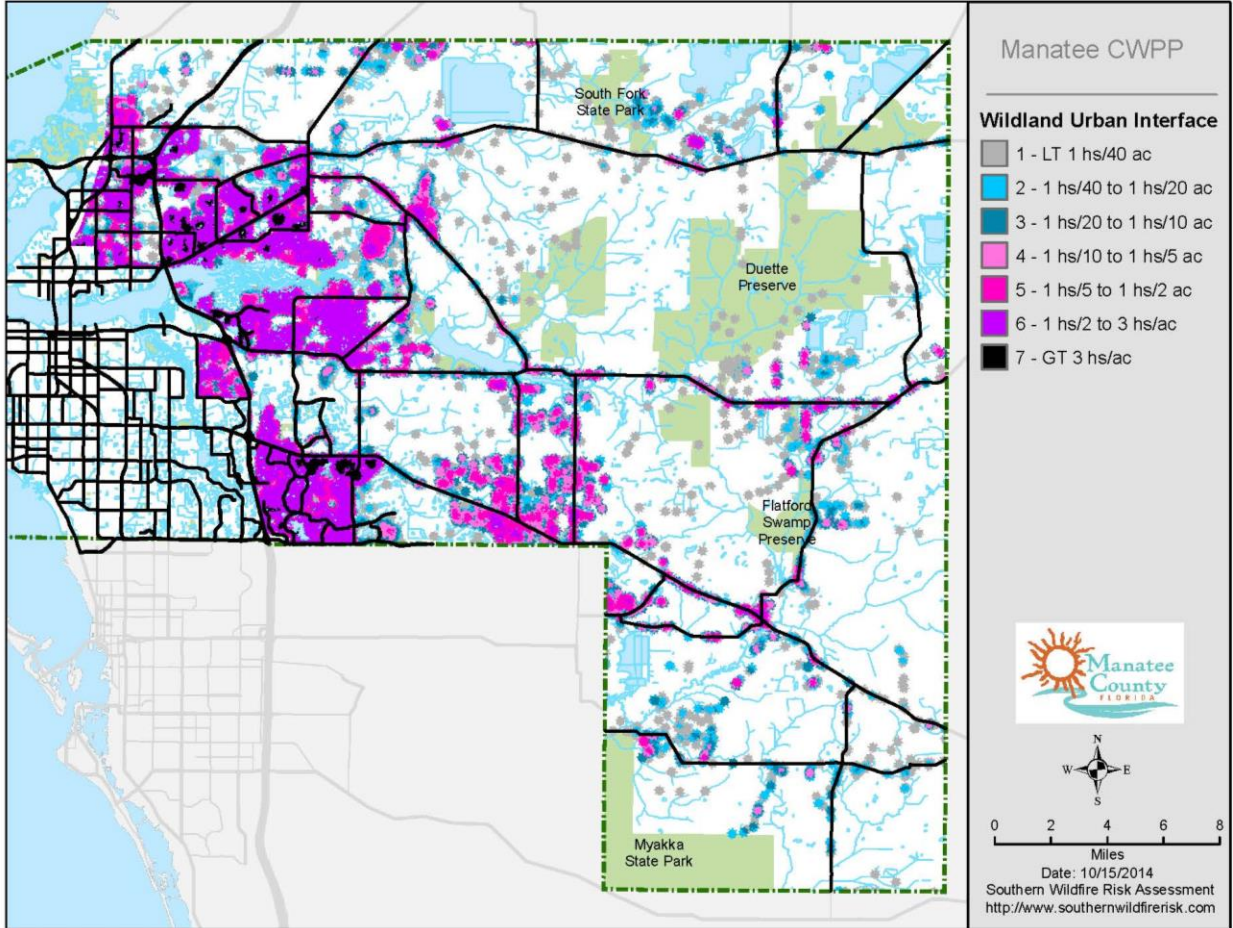 Manatee CWPP
Wildland Urban Interface
1 - LT 1 hs/40 ac
2 - 1 hs/40 to 1 hs/20 ac
3 - 1 hs/20 to 1 hs/10 ac
4 - 1 hs/10 to 1 hs/5 ac
5 - 1 hs/5 to 1 hs/2 ac
6 - 1 hs/2 to 3 hs/ac
7 - GT 3 hs/ac
South Fork
State Park
Duette
Preserve
Flatford
Swamp
Preserve
Myakka
State Park
Manatee
County
FLORIDA
N
W E
S
0 2 4 6 8
Miles
Date: 10/15/2014
Southern Wildfire Risk Assessment
http://www.southernwildfirerisk.com